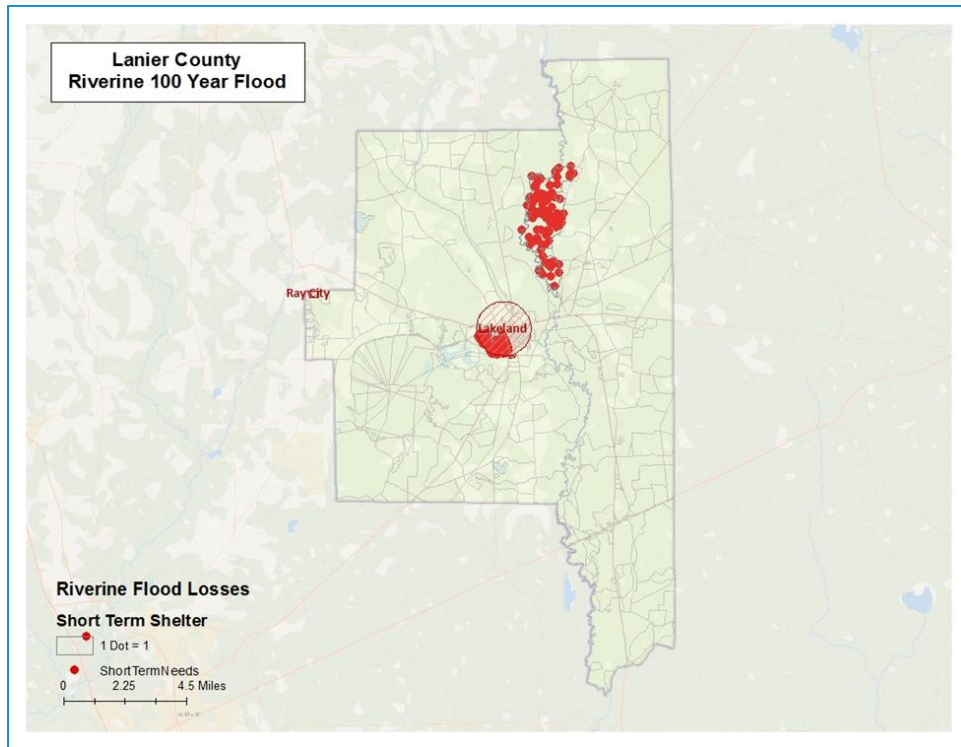 Lanier County
Riverine 100 Year Flood
Ray City
Lakeland
Riverine Flood Losses
Short Term Shelter
1 Dot = 1
ShortTermNeeds
0 2.25 4.5 Miles